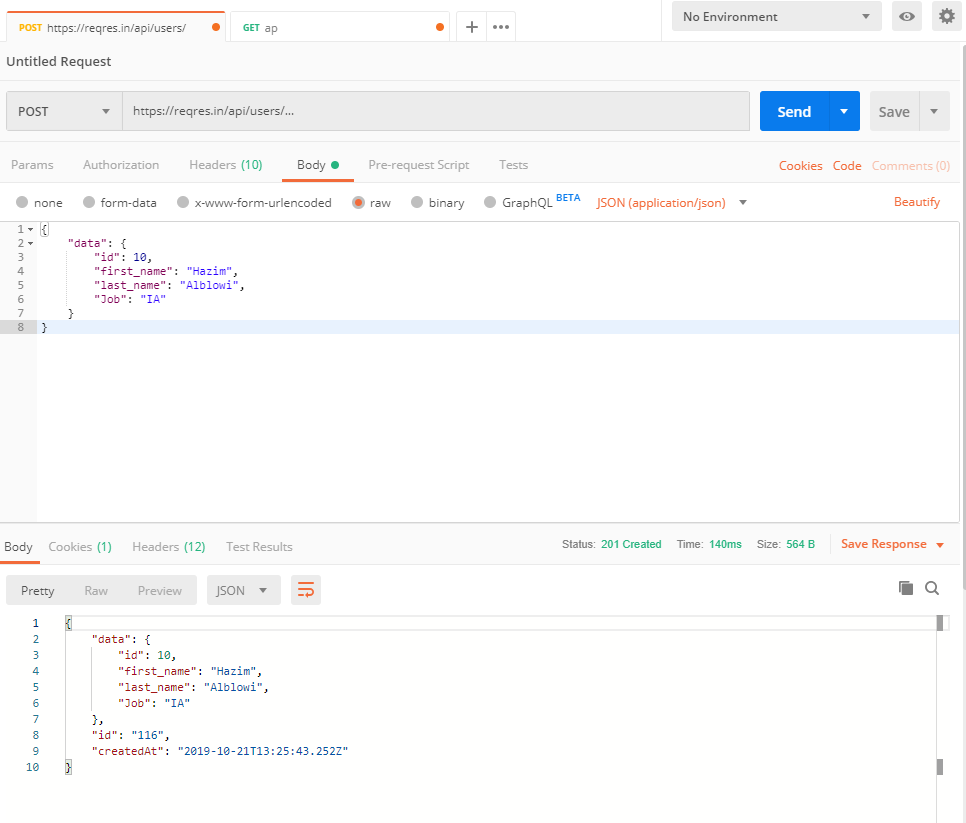 POST https://reqres.in/api/users/ GET ap + ••• No Environment
Untitled Request
POST https://reqres.in/api/users/... Send Save
Params Authorization Headers (10) Body Pre-request Script Tests Cookies Code Comments (0)
none form-data x-www-form-urlencoded raw binary GraphQL BETA JSON (application/json) Beautify
1 {
2 "data": {
3 "id": 10,
4 "first_name": "Hazim",
5 "last_name": "Alblowi",
6 "Job": "IA"
7 }
8 }
Body Cookies (1) Headers (12) Test Results Status: 201 Created Time: 140ms Size: 564 B Save Response
Pretty Raw Preview JSON
1 {
2 "data": {
3 "id": 10,
4 "first_name": "Hazim",
5 "last_name": "Alblowi",
6 "Job": "IA"
7 },
8 "id": "116",
9 "createdAt": "2019-10-21T13:25:43.252Z"
10 }